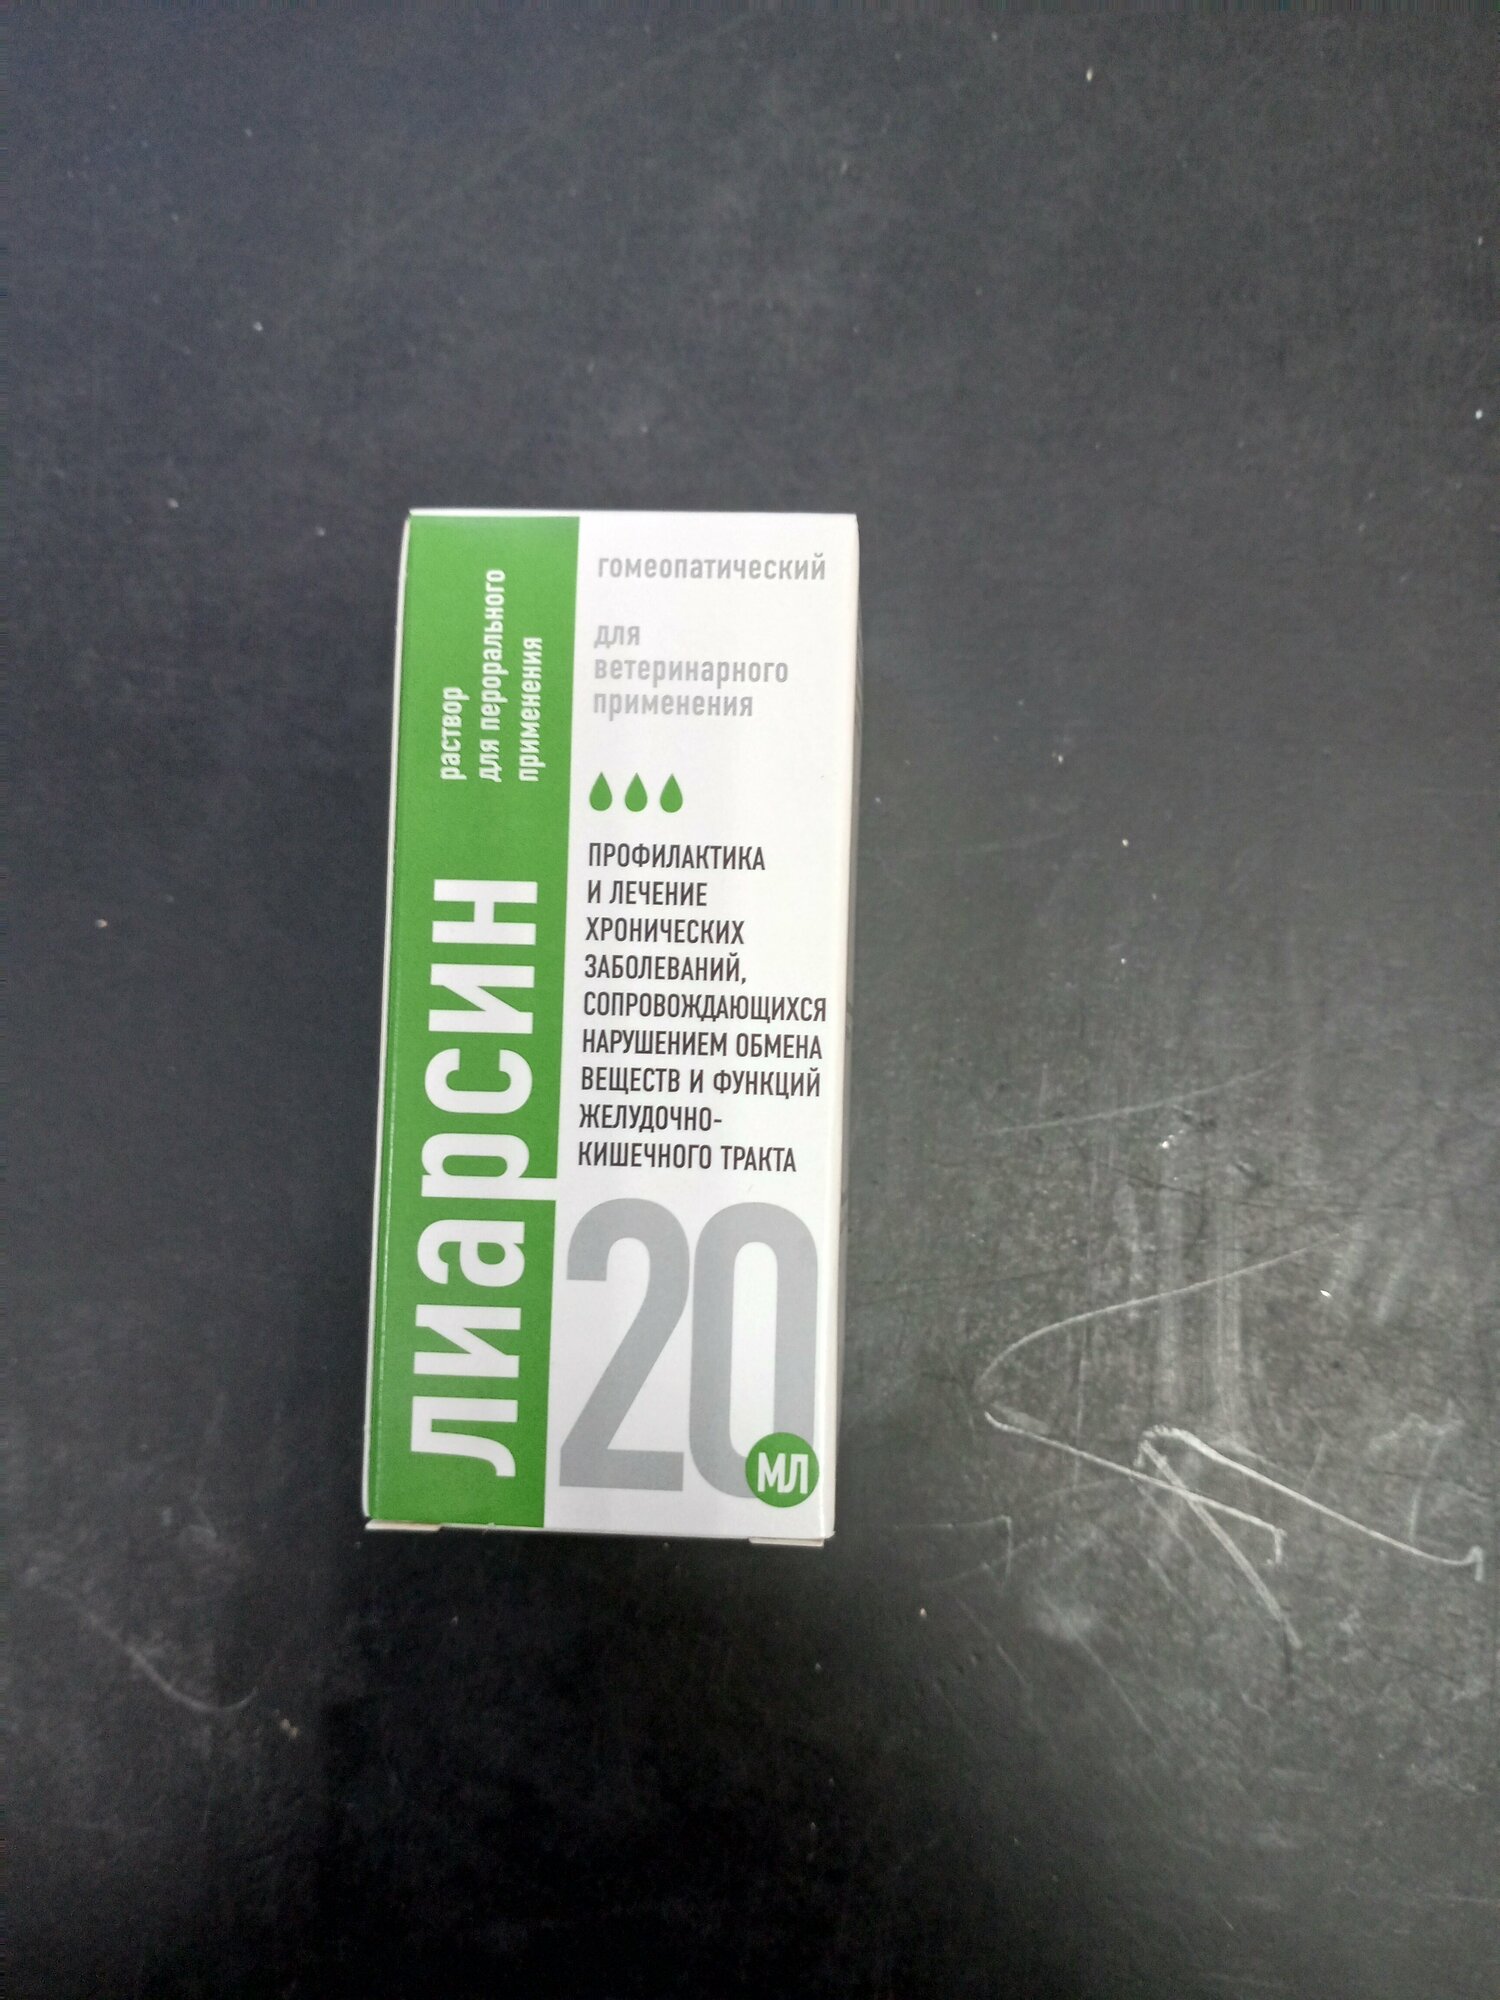 лиарсин
раствор
для перорального
применения
гомеопатический
для
ветеринарного
применения
ПРОФИЛАКТИКА
И ЛЕЧЕНИЕ
ХРОНИЧЕСКИХ
ЗАБОЛЕВАНИЙ,
СОПРОВОЖДАЮЩИХСЯ
НАРУШЕНИЕМ ОБМЕНА
ВЕЩЕСТВ И ФУНКЦИЙ
ЖЕЛУДОЧНО-
КИШЕЧНОГО ТРАКТА
20
МЛ